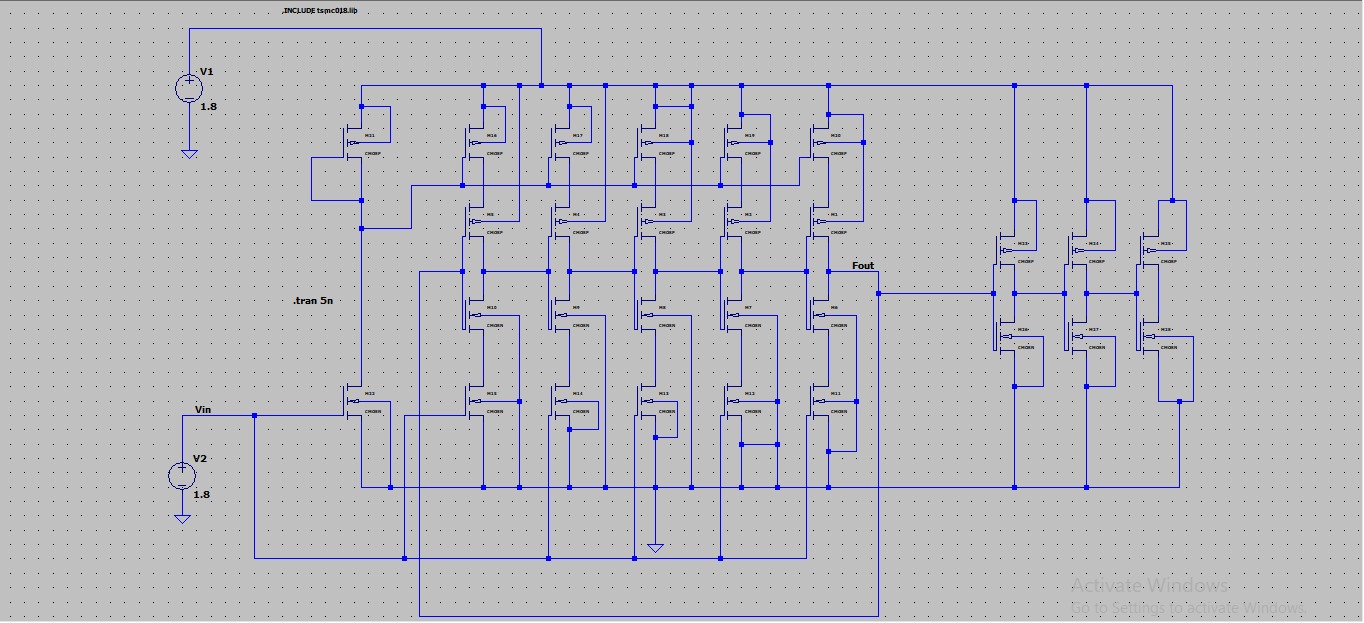 .INCLUDE tsmc018.lib
V1
1.8
M21 M16 M17 M18 M19 M20
CMOSP CMOSP CMOSP CMOSP CMOSP CMOSP
M5 M4 M3 M2 M1
CMOSP CMOSP CMOSP CMOSP CMOSP
M23 M24 M25
CMOSP CMOSP CMOSP
Fout
.tran 5n
M10 M9 M8 M7 M6
CMOSN CMOSN CMOSN CMOSN CMOSN
M26 M27 M28
CMOSN CMOSN CMOSN
M22 M15 M14 M13 M12 M11
CMOSN CMOSN CMOSN CMOSN CMOSN CMOSN
Vin
V2
1.8
Activate Windows
Go to Settings to activate Windows.